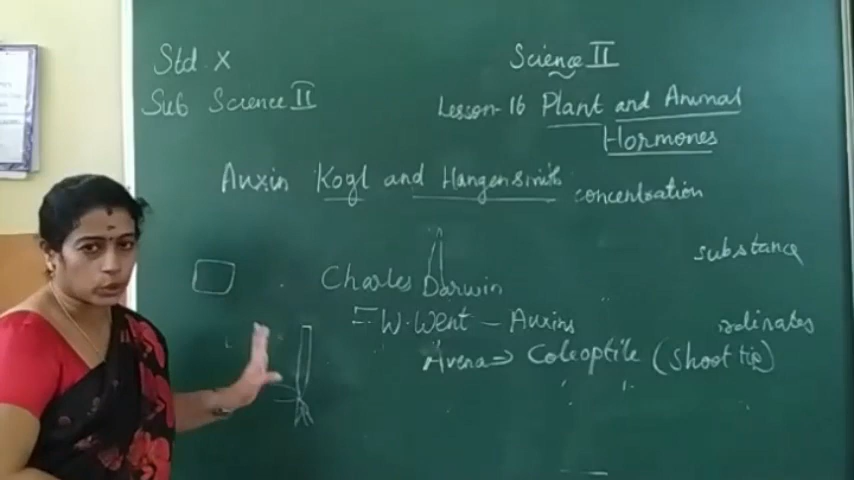 Std. X
Science II
Sub Science II
Lesson-16 Plant and Animal
Hormones
Auxin Kogl and Hangensmith concentration
substance
Charles Darwin
F.W.Went - Auxins
Avena → Coleoptile (Shoot tip)